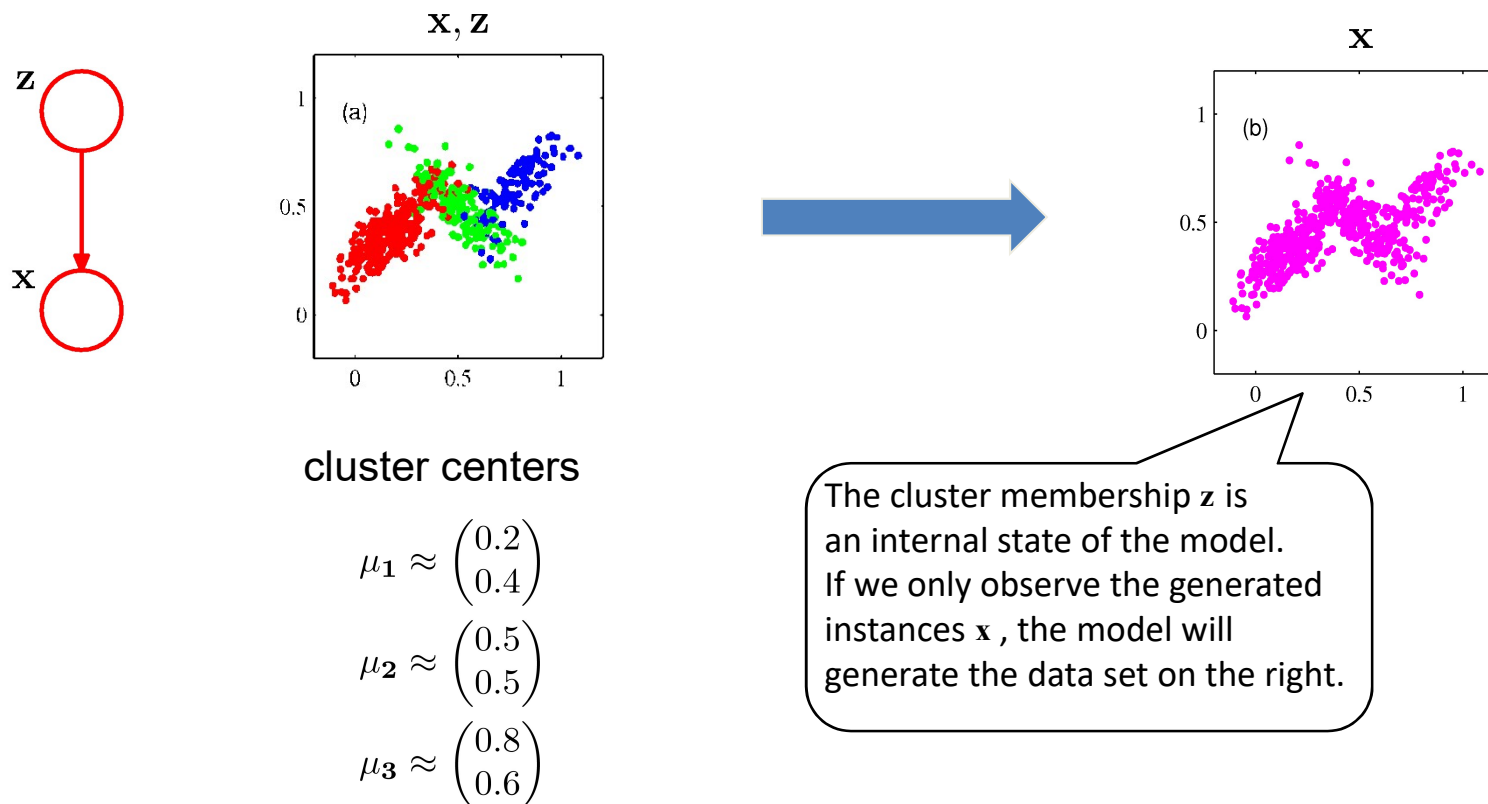 x, z
z
x
(a)
1
0.5
0
0
0.5
1
cluster centers
μ₁ ≈ (0.2
0.4)
μ₂ ≈ (0.5
0.5)
μ₃ ≈ (0.8
0.6)
x
(b)
1
0.5
0
0
0.5
1
The cluster membership z is
an internal state of the model.
If we only observe the generated
instances x , the model will
generate the data set on the right.